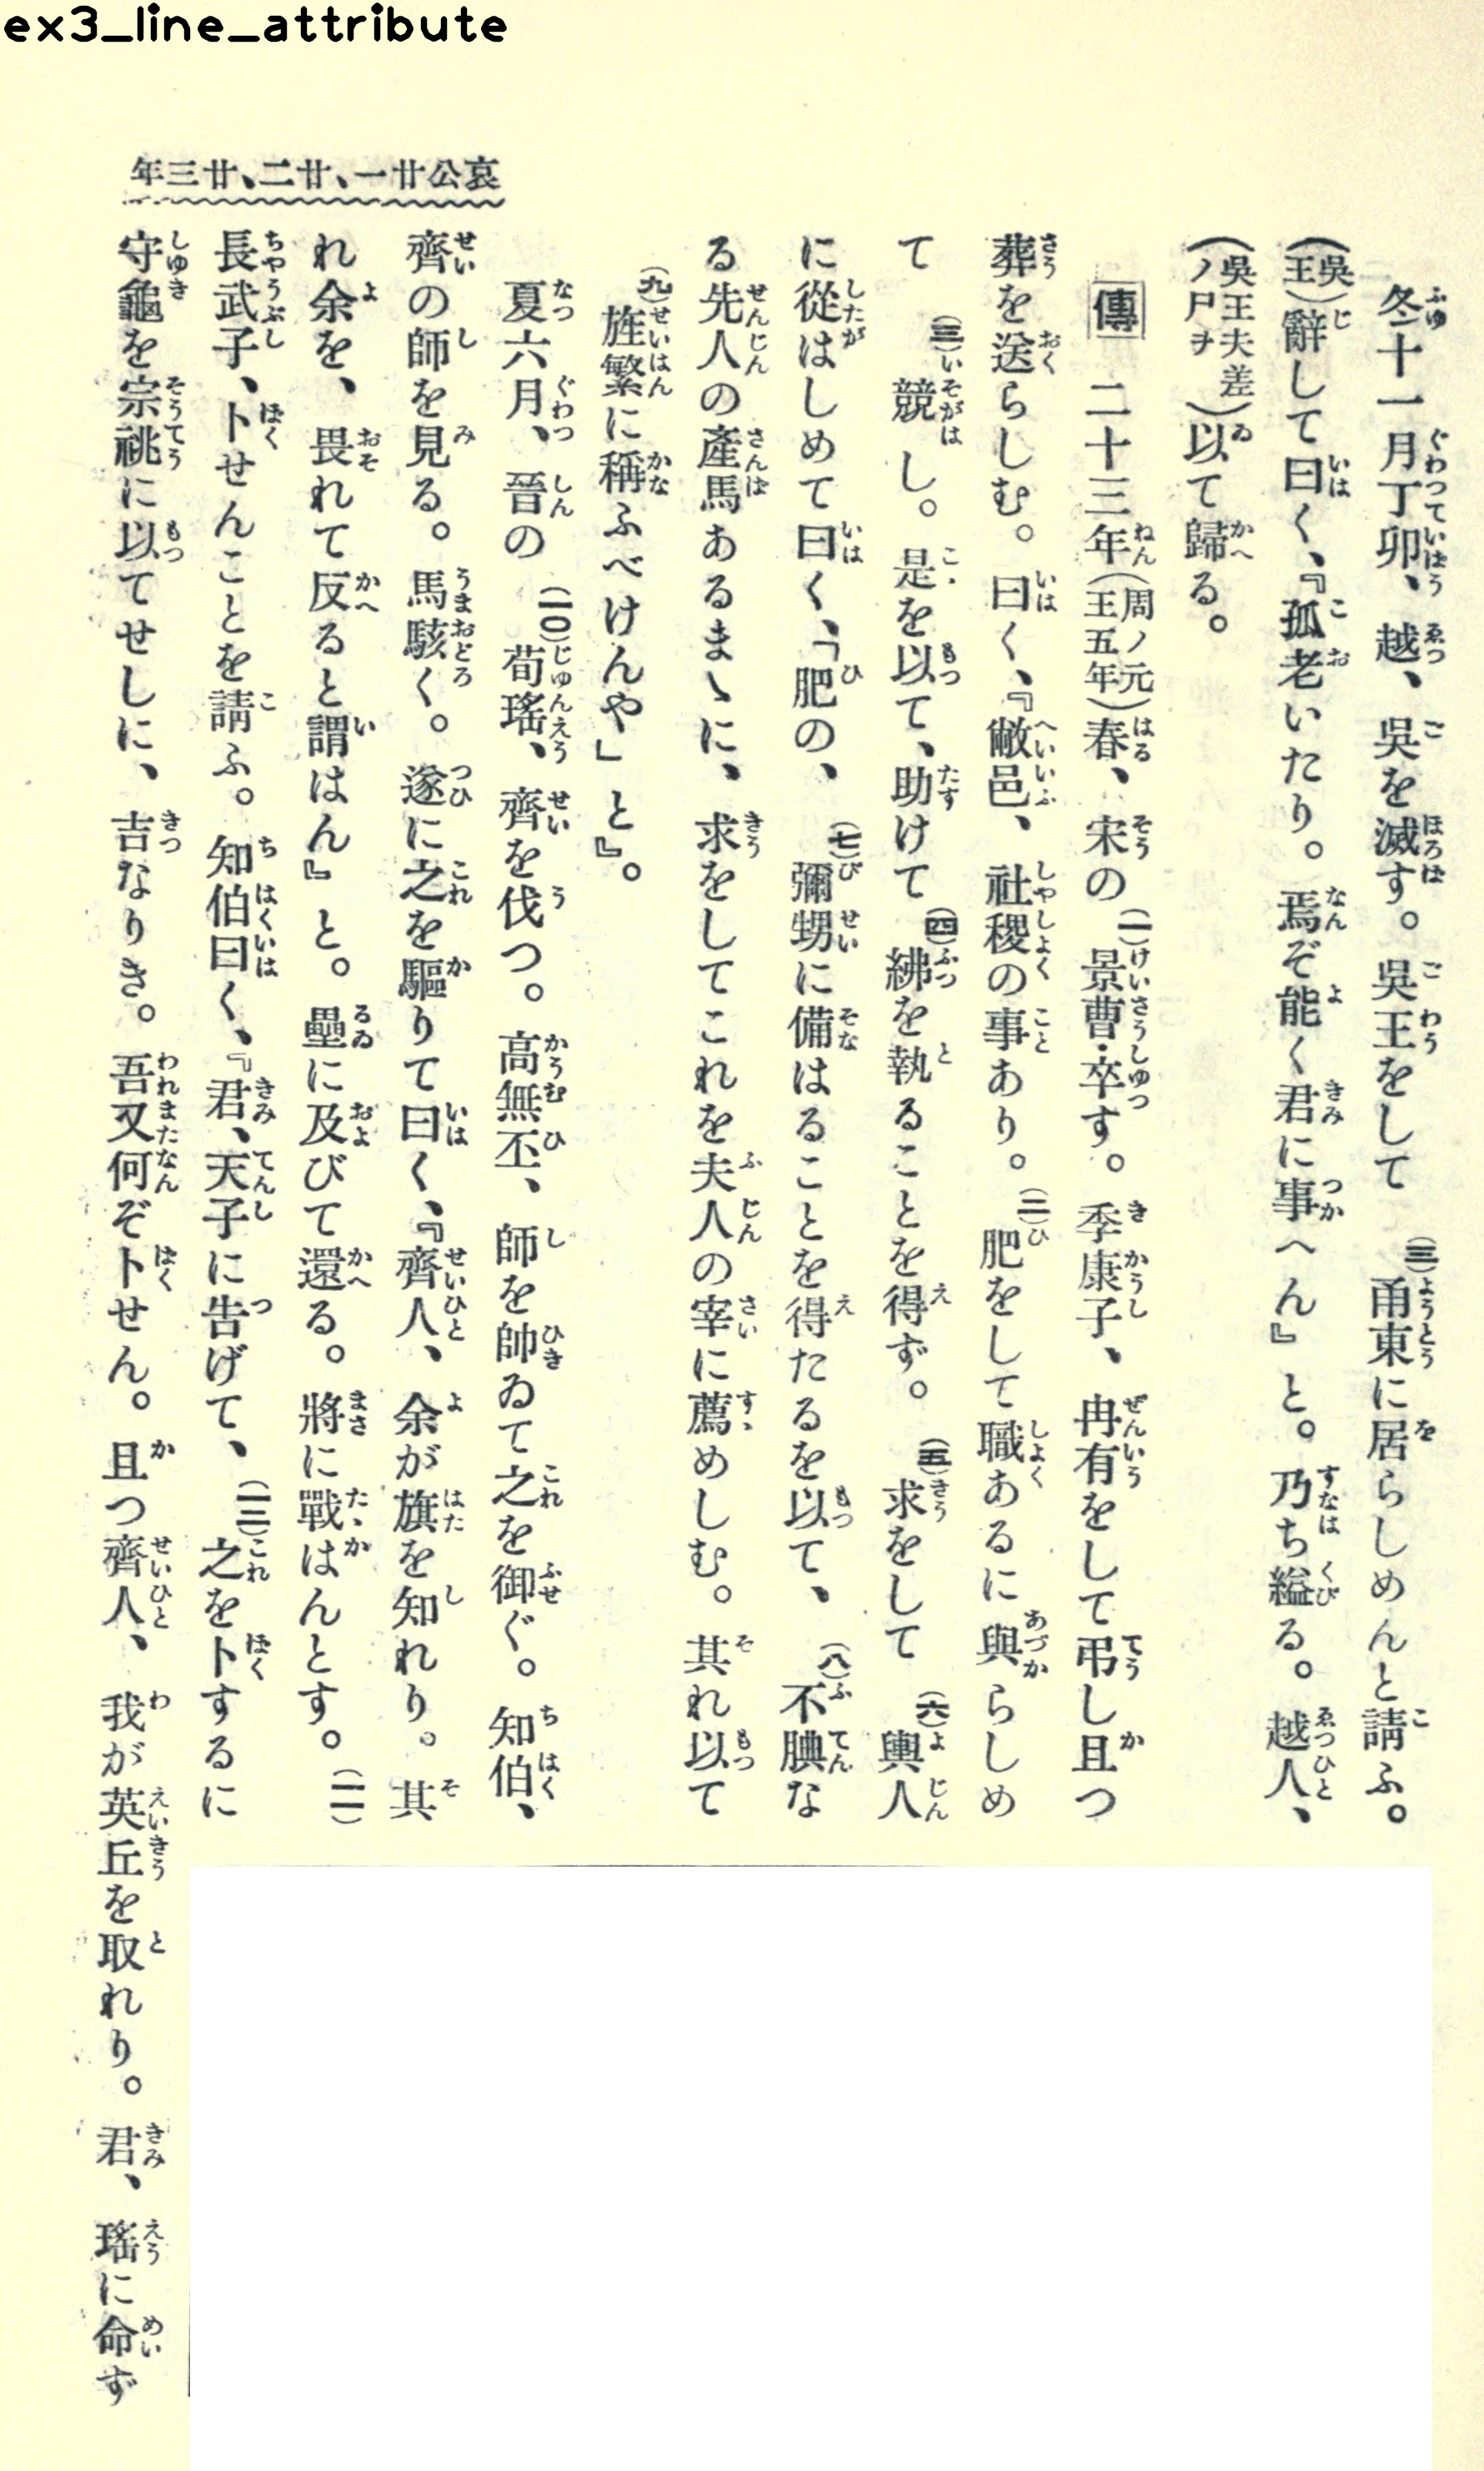 ex3_line_attribute
哀公廿一、廿二、廿三年
冬十一月丁卯、越、吳を滅す。吳王をして(三)甬東に居らしめんと請ふ。
(吳王)辭して曰く、『孤老いたり。焉ぞ能く君に事へん』と。乃ち縊る。越人、
(吳王夫差ノ尸ヲ)以て歸る。
傳 二十三年(周ノ元王五年)春、宋の(一)景曹卒す。季康子、冉有をして弔し且つ
葬を送らしむ。曰く、『敝邑、社稷の事あり。(二)肥をして職あるに與らしめ
て(三)競し。是を以て、助けて(四)紼を執ることを得ず。(五)求をして(六)輿人
に從はしめて曰く、「肥の、(七)彌甥に備はることを得たるを以て、(八)不腆な
る先人の產馬あるまゝに、求をしてこれを夫人の宰に薦めしむ。其れ以て
(九)旌繁に稱ふべけんや」と』。
夏六月、晉の(一〇)荀瑤、齊を伐つ。高無丕、師を帥ゐて之を御ぐ。知伯、
齊の師を見る。馬駭く。遂に之を驅りて曰く、『齊人、余が旗を知れり。其
れ余を、畏れて反ると謂はん』と。壘に及びて還る。將に戰はんとす。(一一)
長武子、卜せんことを請ふ。知伯曰く、『君、天子に告げて、(一二)之を卜するに
守龜を宗祧に以てせしに、吉なりき。吾又何ぞ卜せん。且つ齊人、我が英丘を取れり。君、瑤に命ず